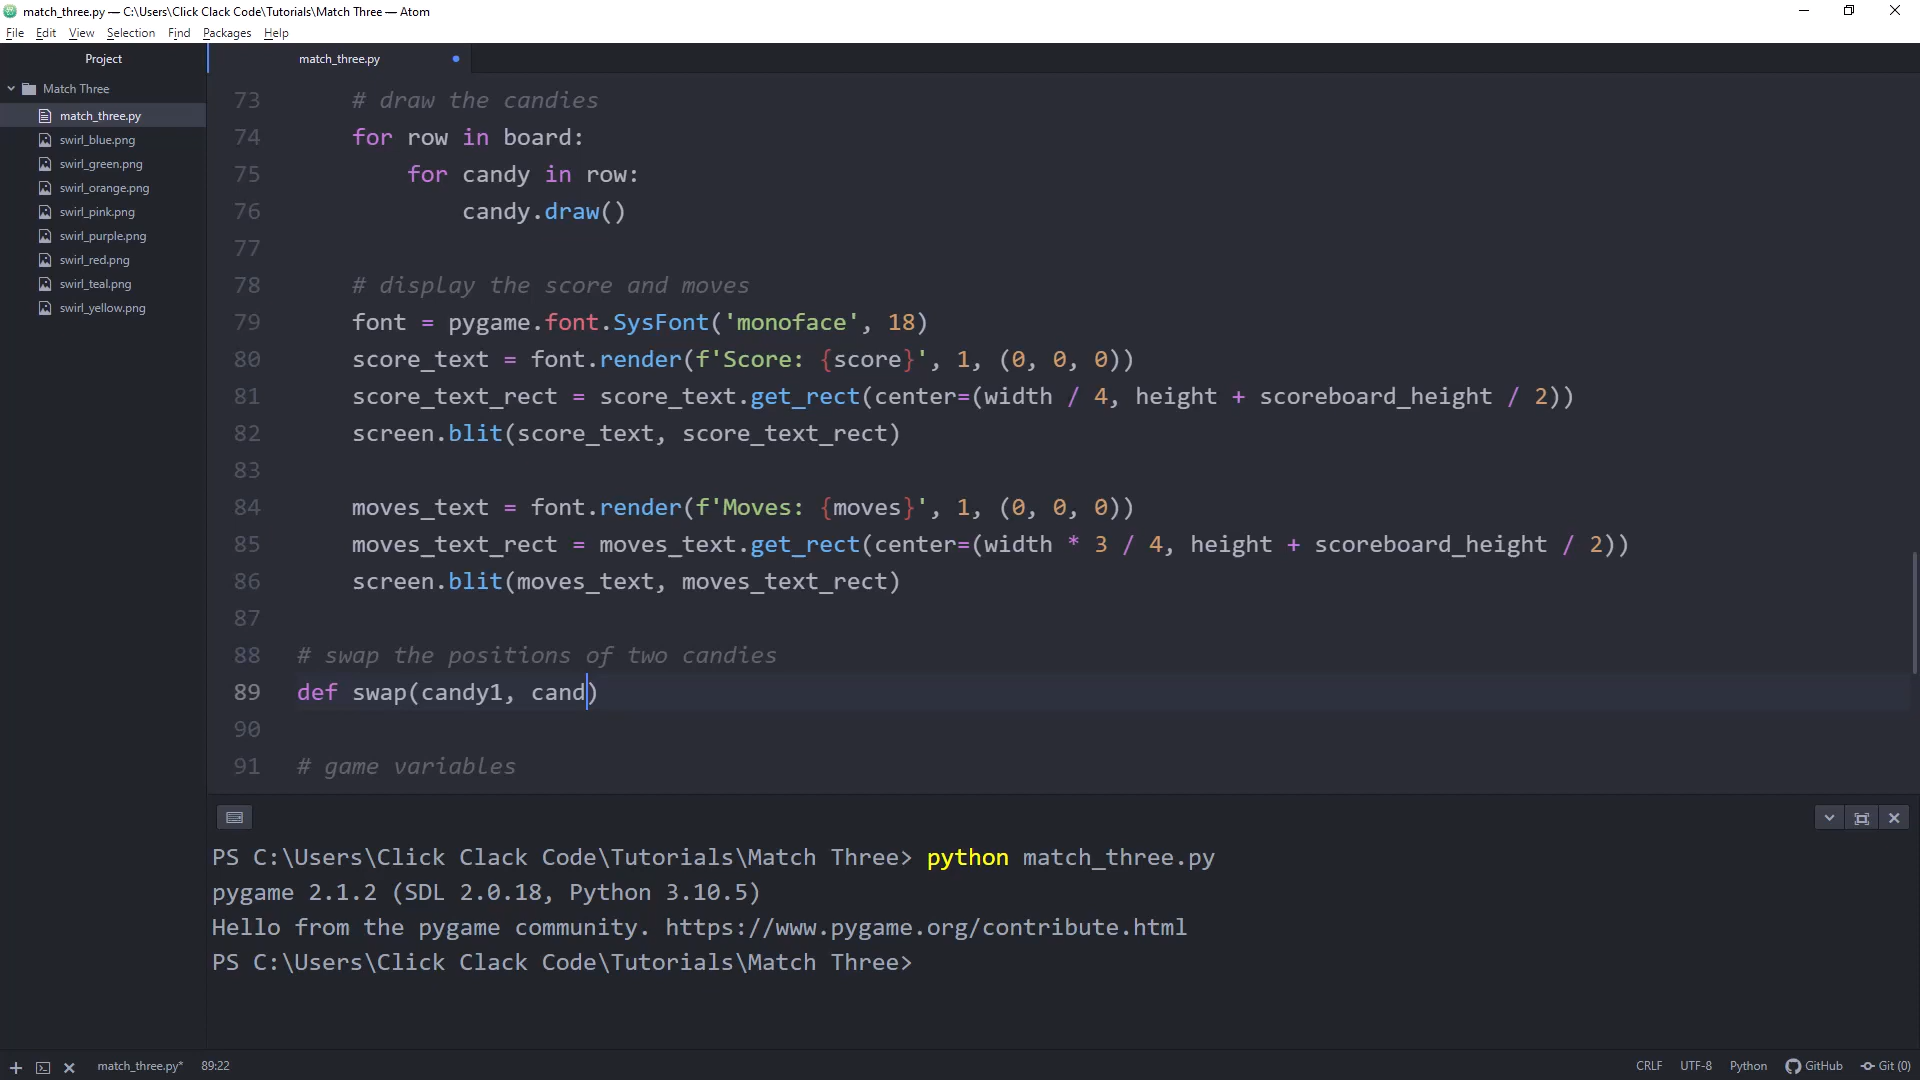 match_three.py — C:\Users\Click Clack Code\Tutorials\Match Three — Atom
File Edit View Selection Find Packages Help
Project
match_three.py
Match Three
match_three.py
swirl_blue.png
swirl_green.png
swirl_orange.png
swirl_pink.png
swirl_purple.png
swirl_red.png
swirl_teal.png
swirl_yellow.png
73 # draw the candies
74 for row in board:
75 for candy in row:
76 candy.draw()
77
78 # display the score and moves
79 font = pygame.font.SysFont('monoface', 18)
80 score_text = font.render(f'Score: {score}', 1, (0, 0, 0))
81 score_text_rect = score_text.get_rect(center=(width / 4, height + scoreboard_height / 2))
82 screen.blit(score_text, score_text_rect)
83
84 moves_text = font.render(f'Moves: {moves}', 1, (0, 0, 0))
85 moves_text_rect = moves_text.get_rect(center=(width * 3 / 4, height + scoreboard_height / 2))
86 screen.blit(moves_text, moves_text_rect)
87
88 # swap the positions of two candies
89 def swap(candy1, cand)
90
91 # game variables
PS C:\Users\Click Clack Code\Tutorials\Match Three> python match_three.py
pygame 2.1.2 (SDL 2.0.18, Python 3.10.5)
Hello from the pygame community. https://www.pygame.org/contribute.html
PS C:\Users\Click Clack Code\Tutorials\Match Three>
match_three.py* 89:22 CRLF UTF-8 Python GitHub Git (0)